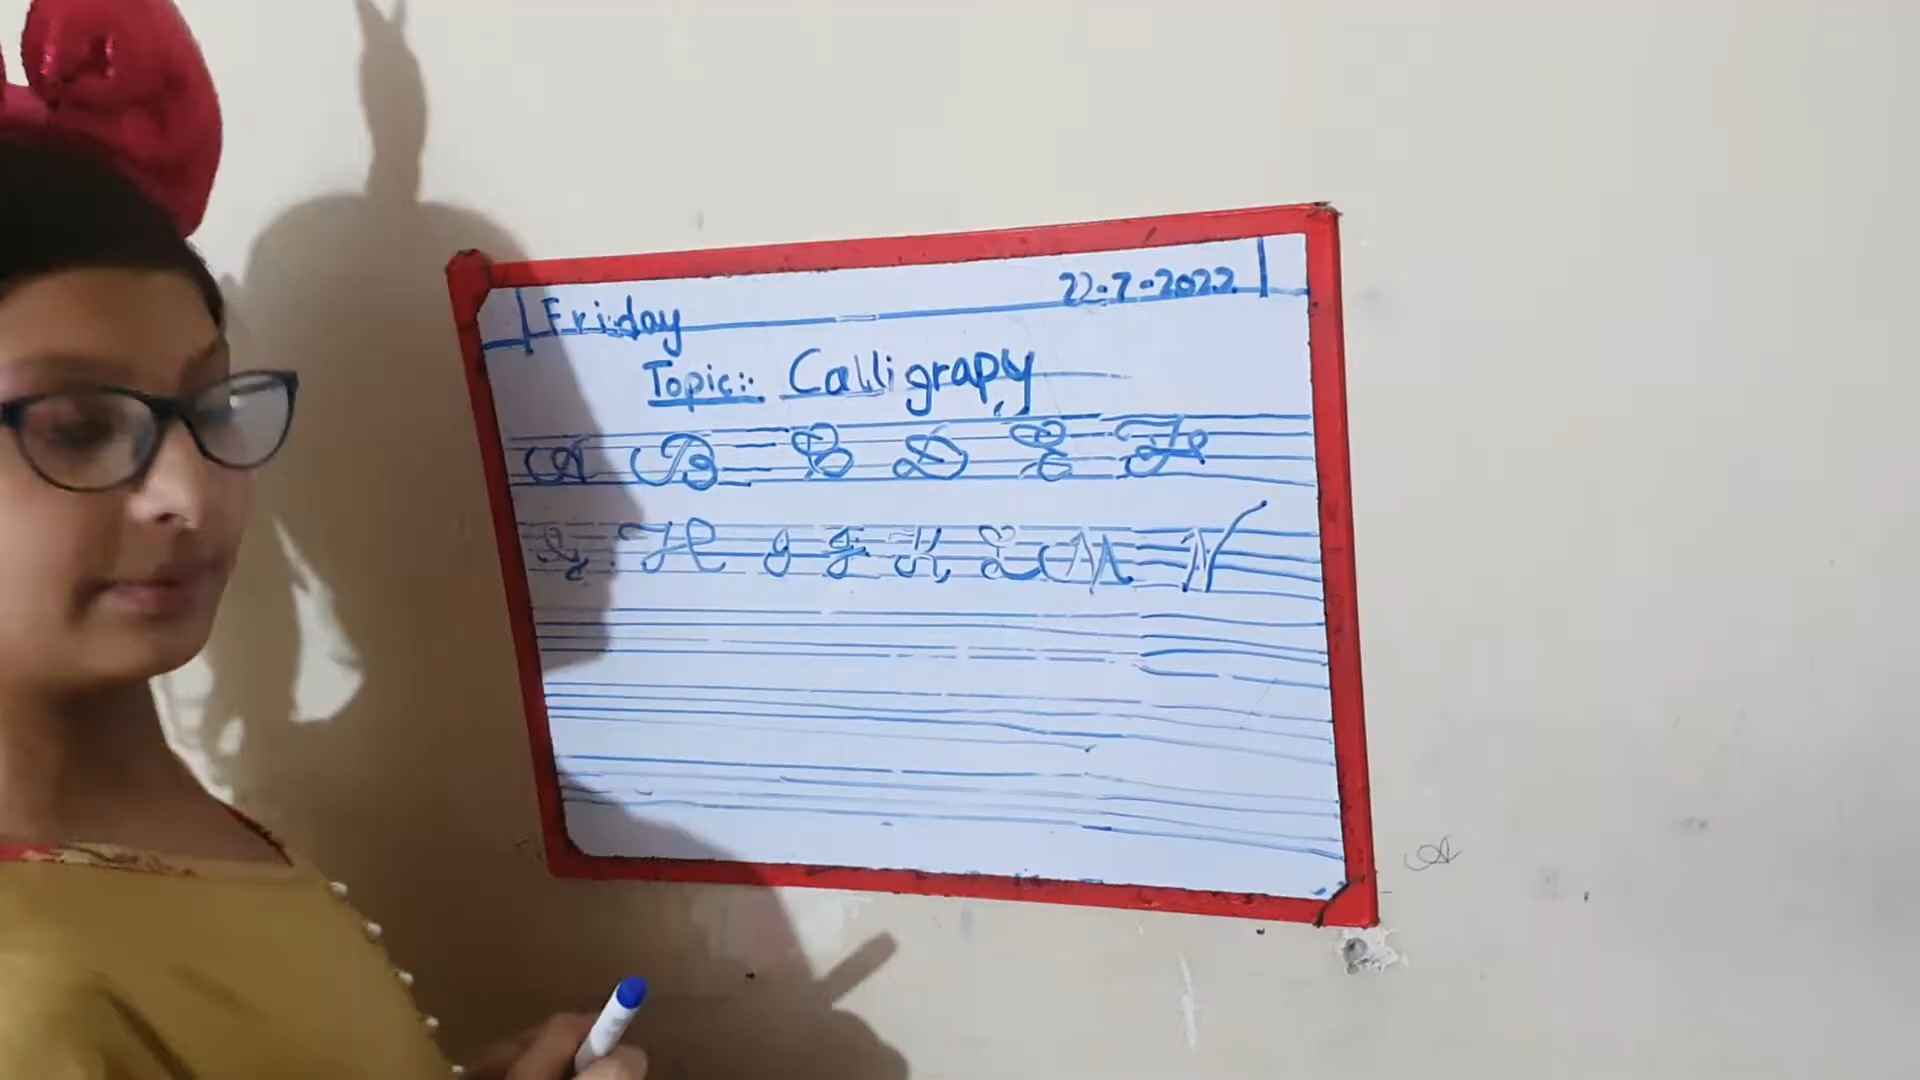 Friday 22.7.2022
Topic:- Calligrapy
A B C D E F
G H I J K L M N
A